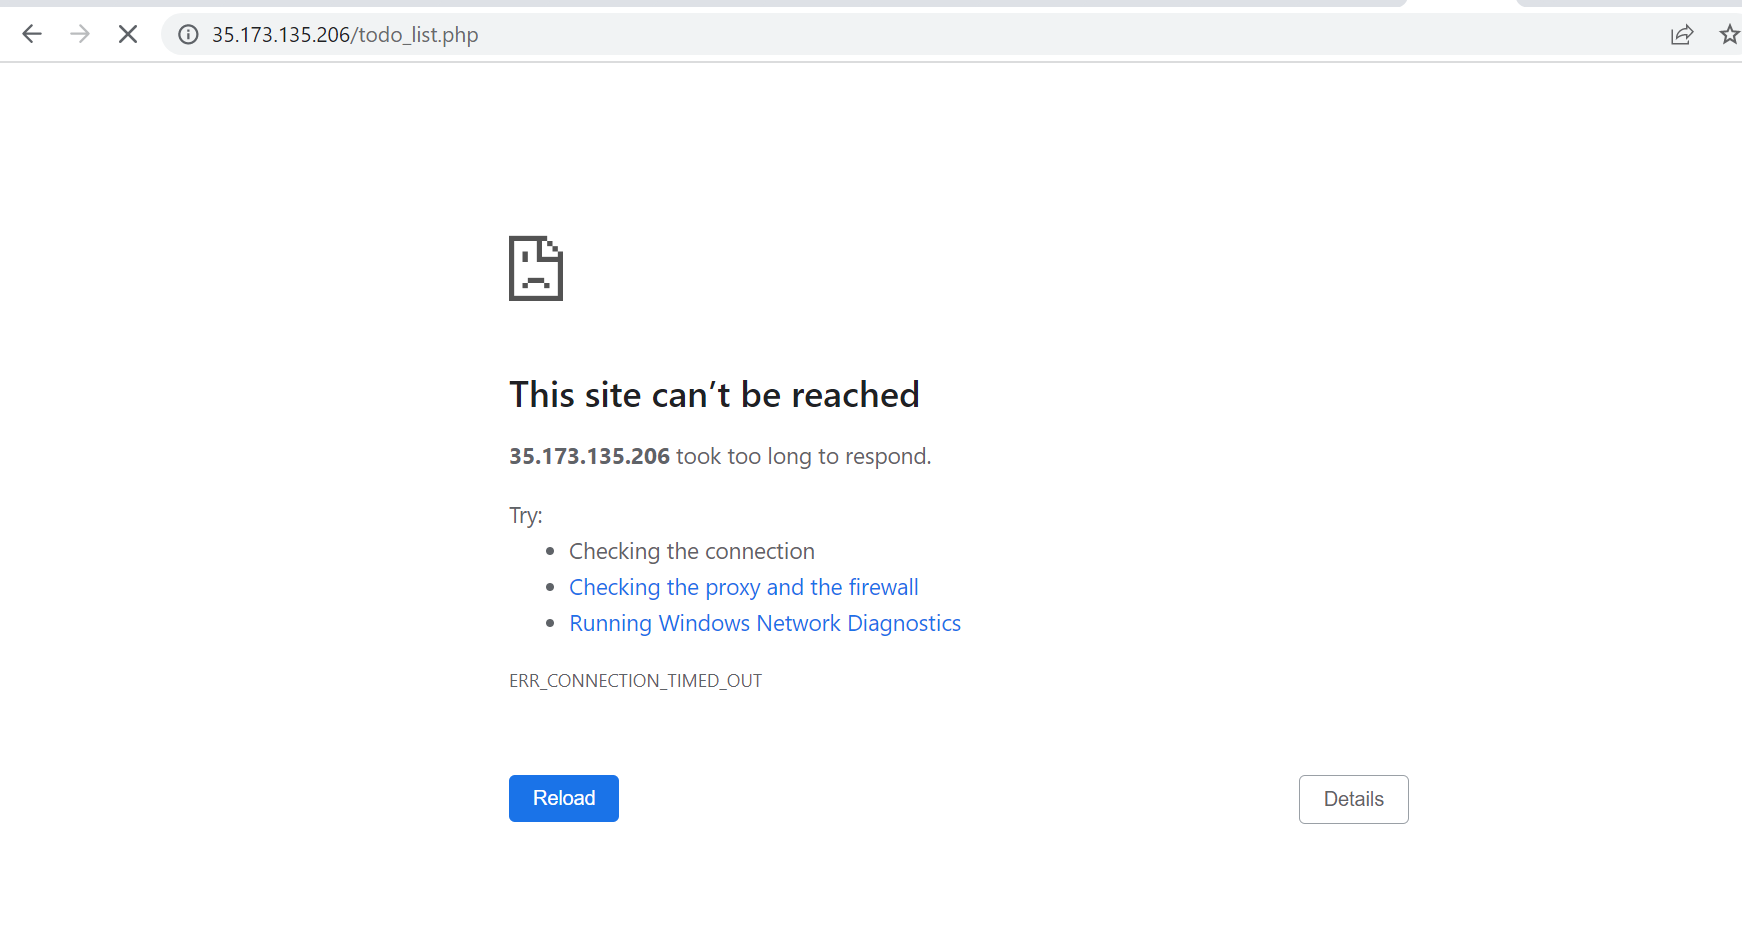 35.173.135.206/todo_list.php
This site can’t be reached
35.173.135.206 took too long to respond.
Try:
Checking the connection
Checking the proxy and the firewall
Running Windows Network Diagnostics
ERR_CONNECTION_TIMED_OUT
Reload
Details